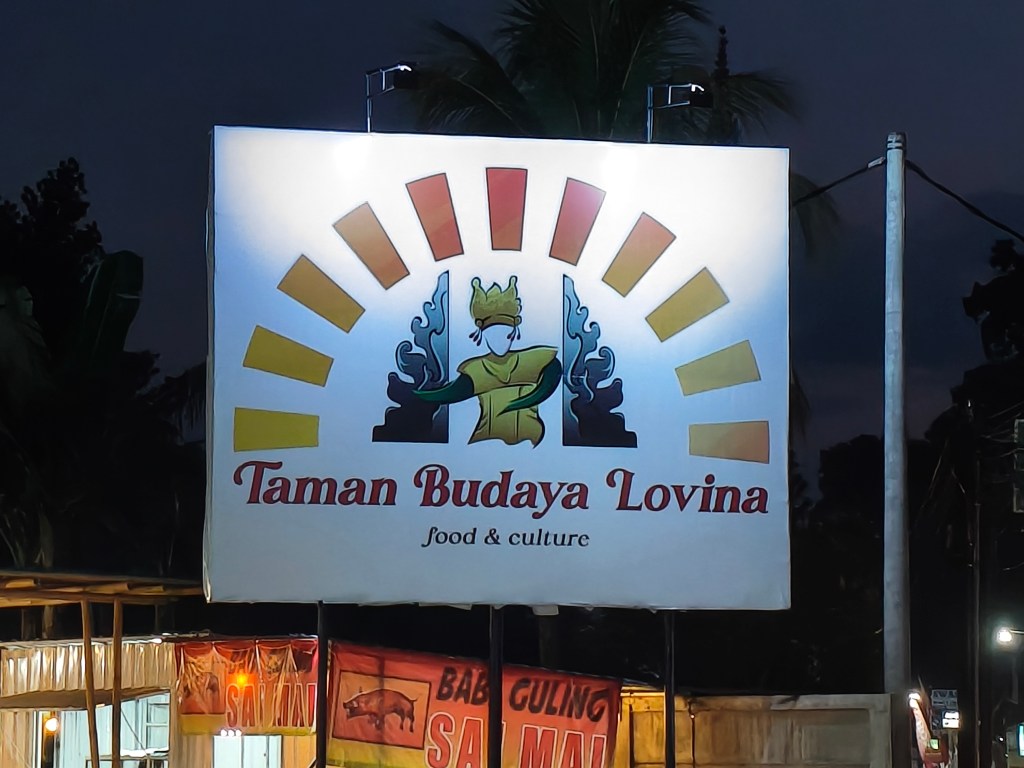 Taman Budaya Lovina
food & culture
BABI GULING